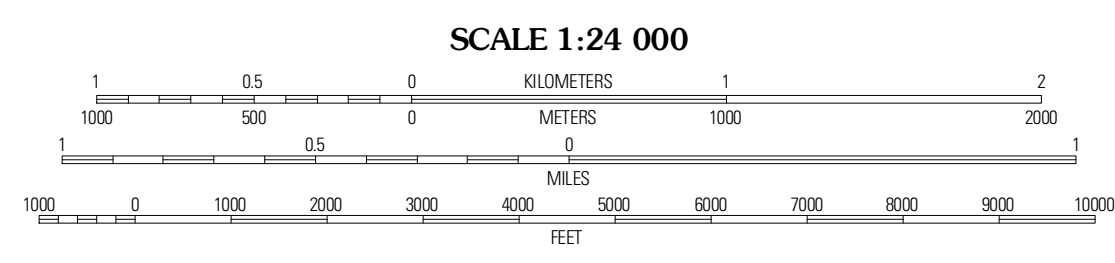 SCALE 1:24 000
1 0.5 0 KILOMETERS 1 2
1000 500 0 METERS 1000 2000
1 0.5 0 1
MILES
1000 0 1000 2000 3000 4000 5000 6000 7000 8000 9000 10000
FEET